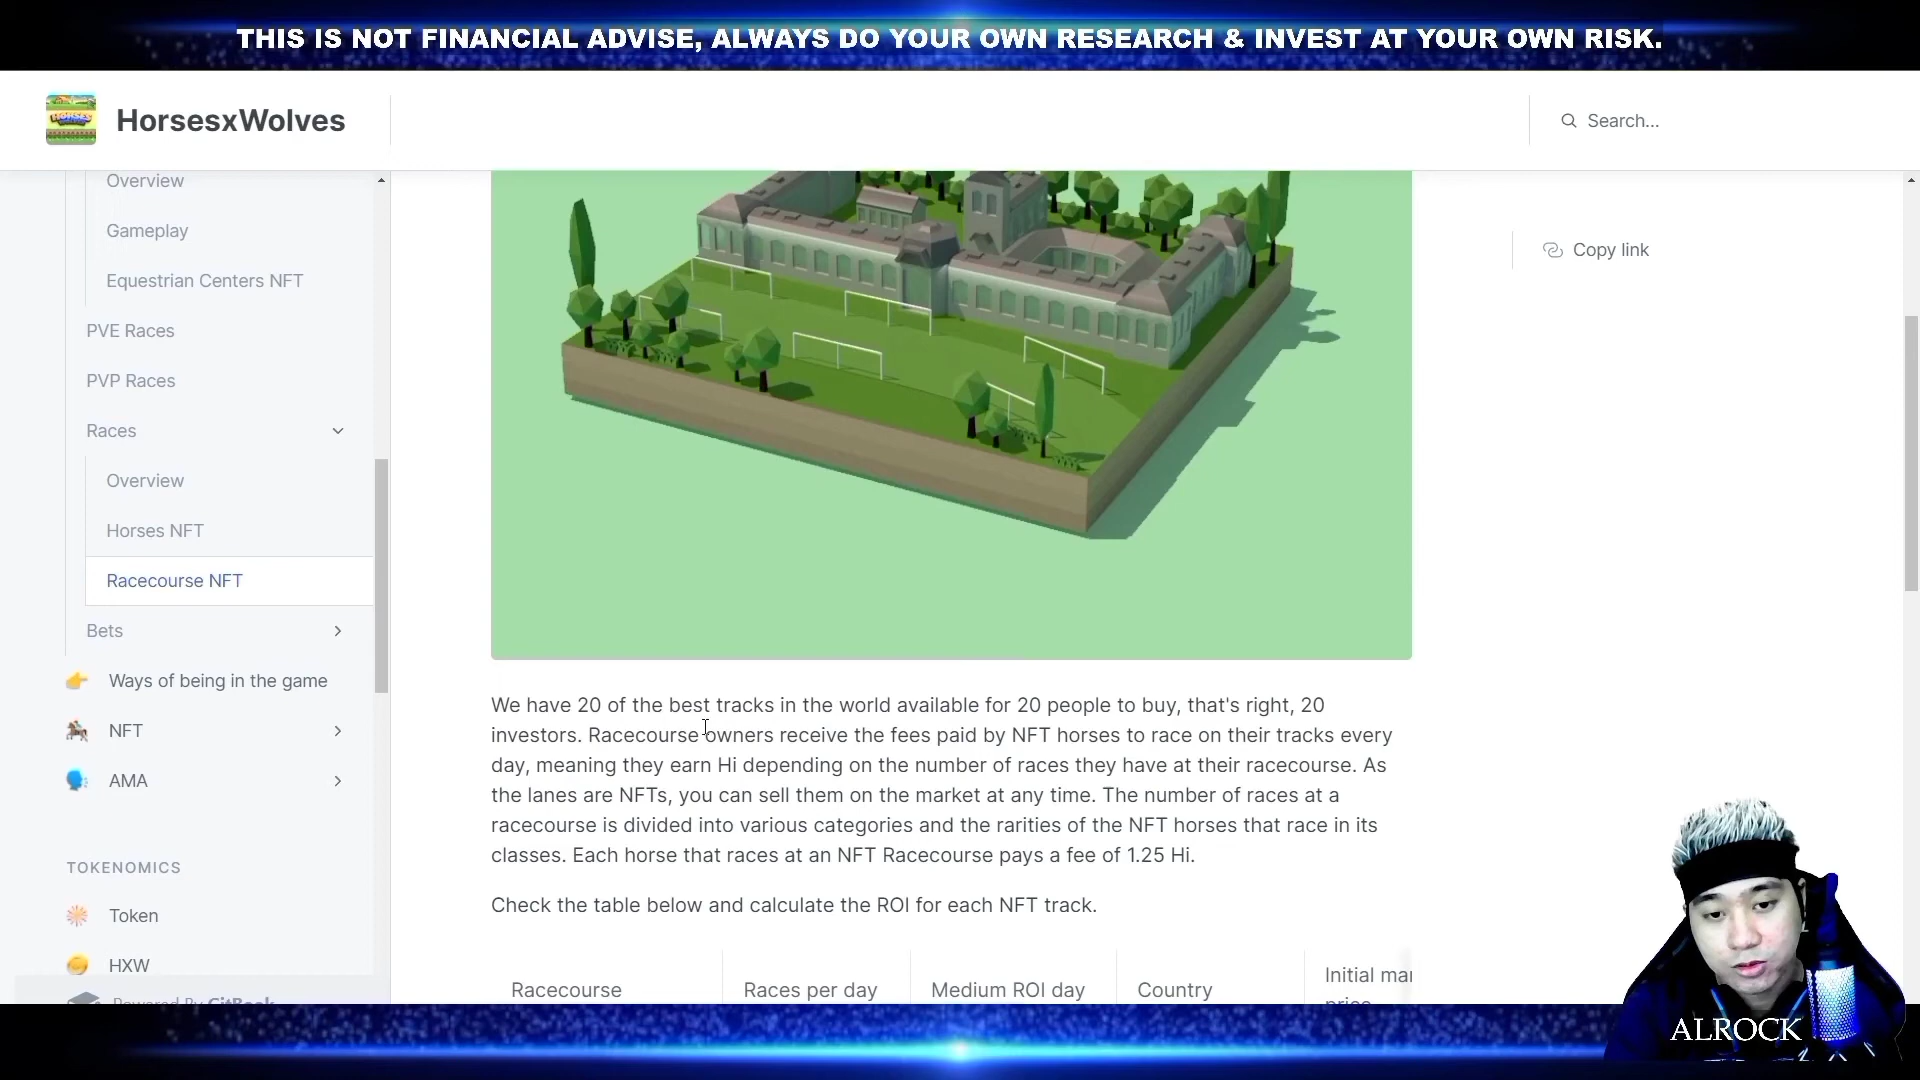 THIS IS NOT FINANCIAL ADVISE, ALWAYS DO YOUR OWN RESEARCH & INVEST AT YOUR OWN RISK.
HorsesxWolves
Search...
Overview
Gameplay
Equestrian Centers NFT
PVE Races
PVP Races
Races
Overview
Horses NFT
Racecourse NFT
Bets
Ways of being in the game
NFT
AMA
TOKENOMICS
Token
HXW
Powered By GitBook
Copy link
We have 20 of the best tracks in the world available for 20 people to buy, that's right, 20
investors. Racecourse owners receive the fees paid by NFT horses to race on their tracks every
day, meaning they earn Hi depending on the number of races they have at their racecourse. As
the lanes are NFTs, you can sell them on the market at any time. The number of races at a
racecourse is divided into various categories and the rarities of the NFT horses that race in its
classes. Each horse that races at an NFT Racecourse pays a fee of 1.25 Hi.
Check the table below and calculate the ROI for each NFT track.
Racecourse
Races per day
Medium ROI day
Country
Initial
price
ALROCK